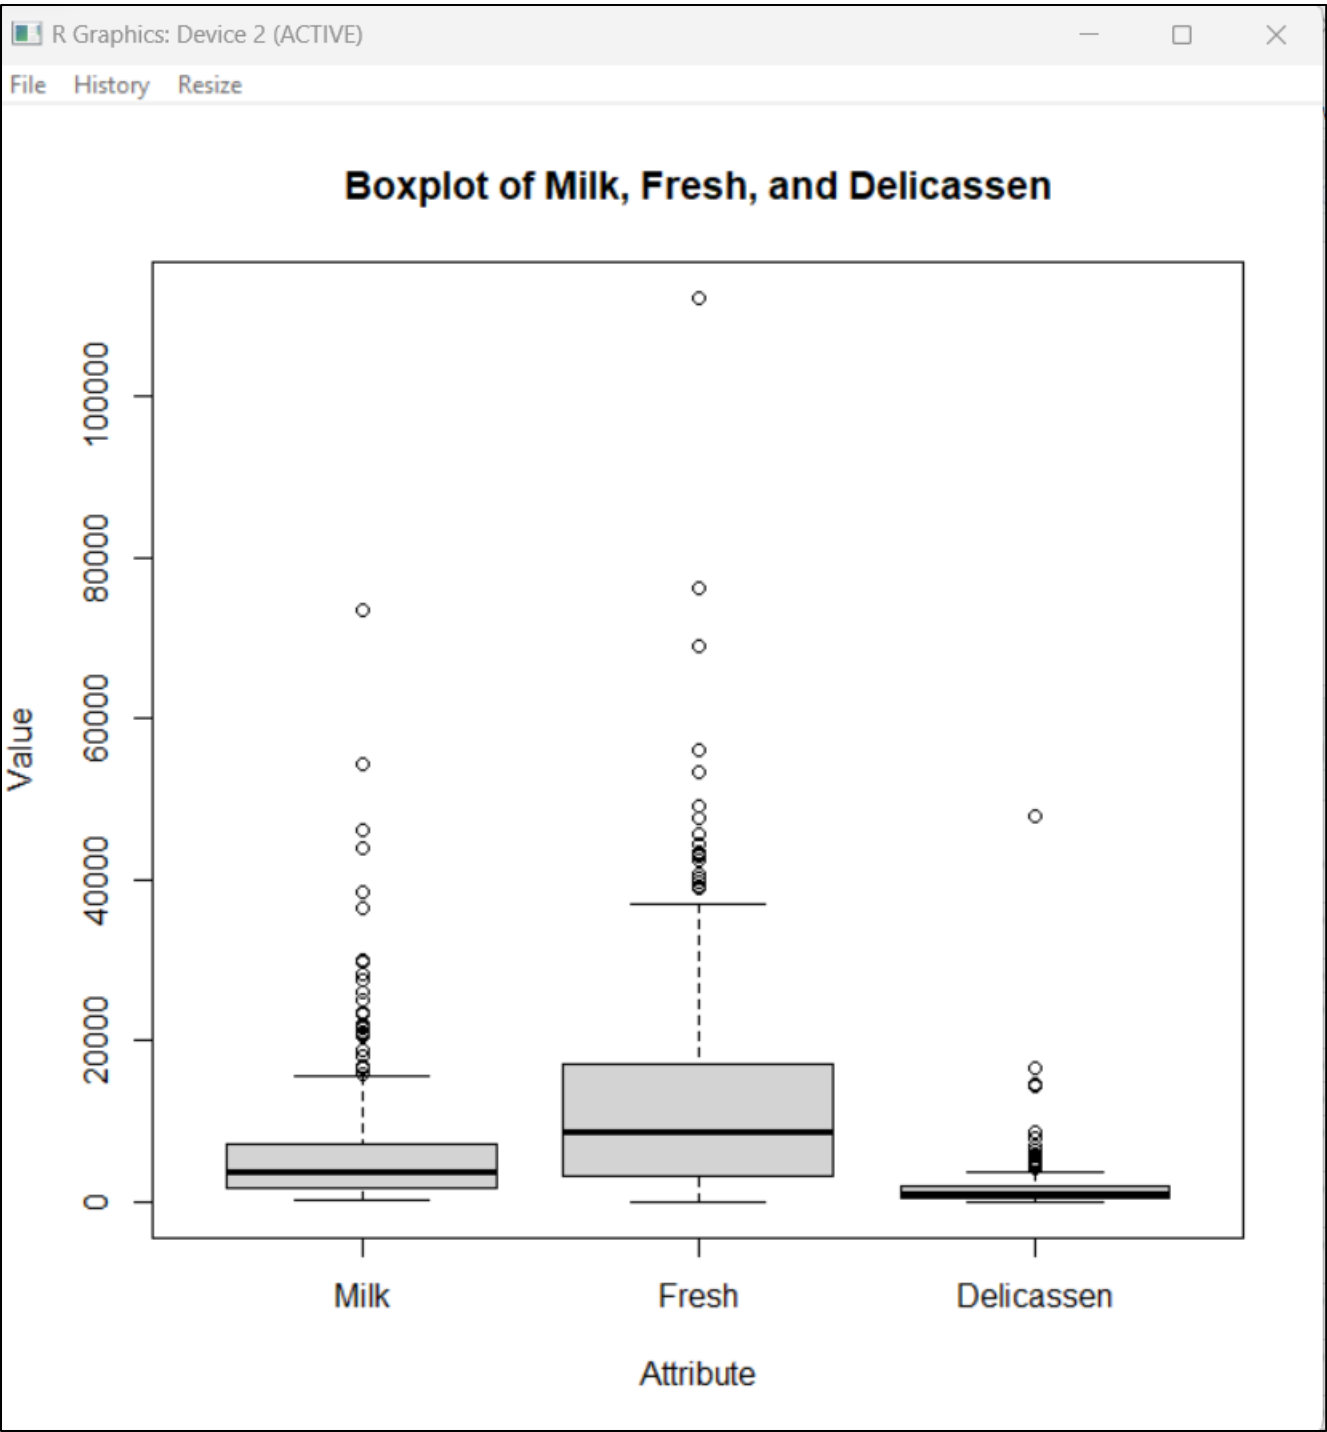 R Graphics: Device 2 (ACTIVE)
File History Resize
Boxplot of Milk, Fresh, and Delicassen
Value
100000
80000
60000
40000
20000
0
Milk Fresh Delicassen
Attribute